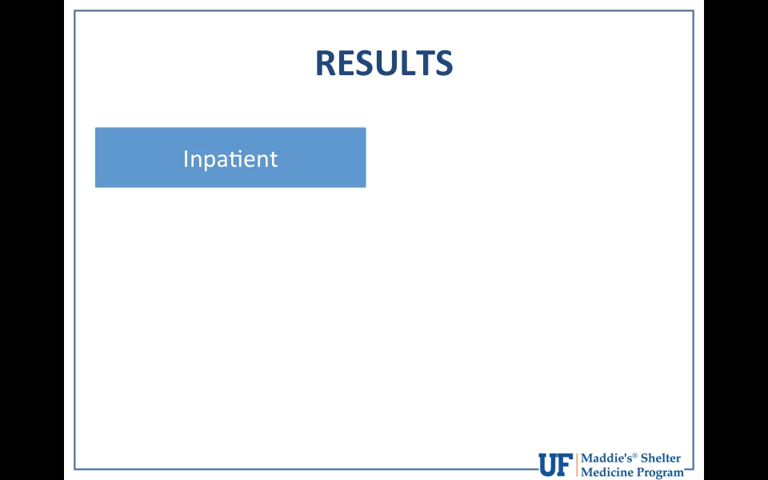 RESULTS
Inpatient
UF Maddie's® Shelter
Medicine Program